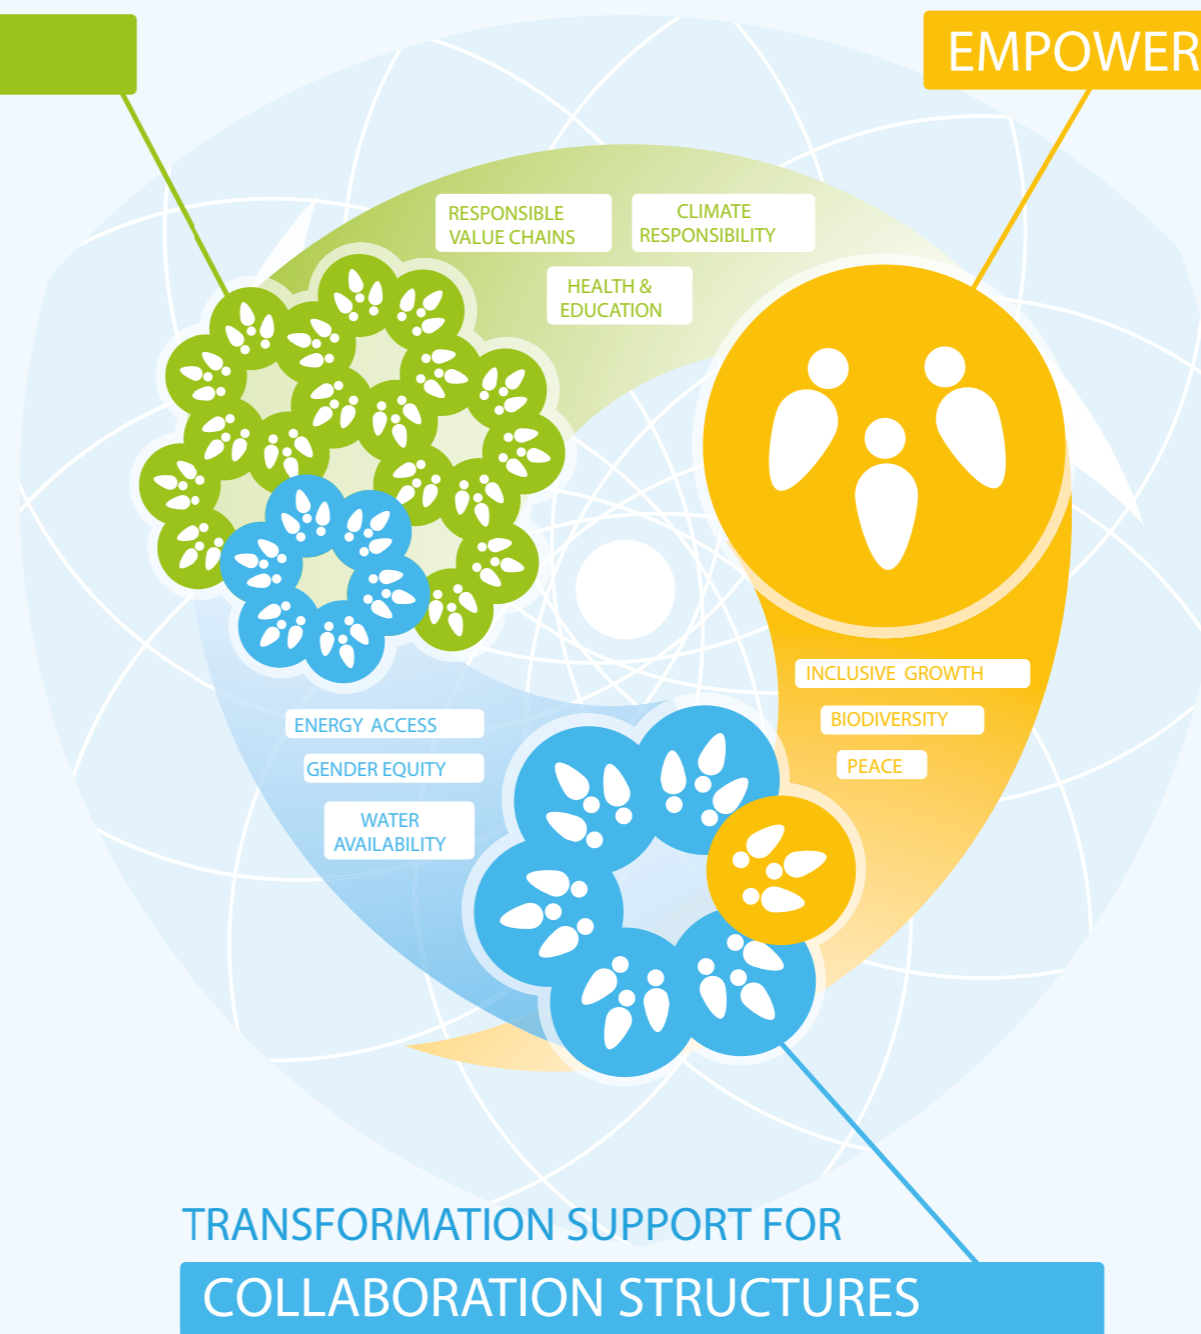 EMPOWER
RESPONSIBLE
VALUE CHAINS
CLIMATE
RESPONSIBILITY
HEALTH &
EDUCATION
INCLUSIVE GROWTH
BIODIVERSITY
PEACE
ENERGY ACCESS
GENDER EQUITY
WATER
AVAILABILITY
TRANSFORMATION SUPPORT FOR
COLLABORATION STRUCTURES